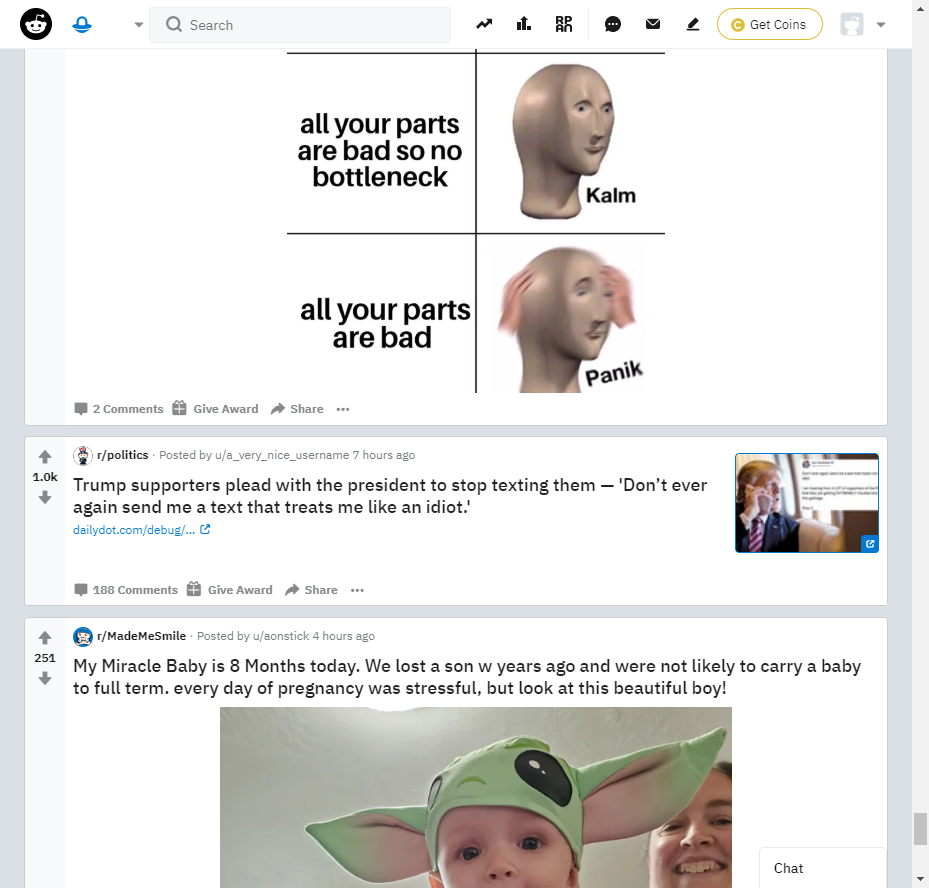 Search
Get Coins
all your parts
are bad so no
bottleneck
Kalm
all your parts
are bad
Panik
2 Comments Give Award Share
r/politics · Posted by u/a_very_nice_username 7 hours ago
1.0k
Trump supporters plead with the president to stop texting them — 'Don’t ever
again send me a text that treats me like an idiot.'
dailydot.com/debug/...
188 Comments Give Award Share
r/MadeMeSmile · Posted by u/aonstick 4 hours ago
251
My Miracle Baby is 8 Months today. We lost a son w years ago and were not likely to carry a baby
to full term. every day of pregnancy was stressful, but look at this beautiful boy!
Chat